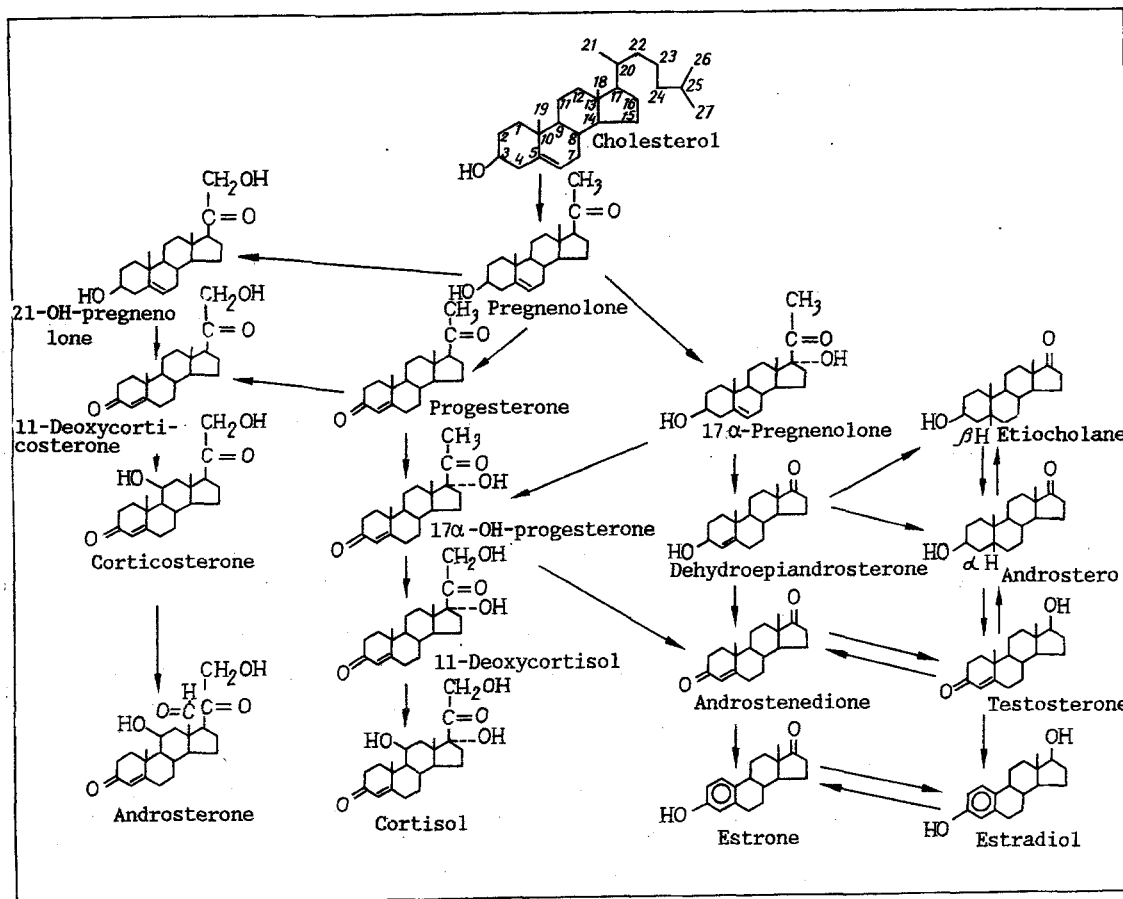 21 22 23 26
20 24 25 27
18
12 17
19 11 13 16
1 14 15
2 10 9 8
3 4 5 7
HO
Cholesterol
CH2OH
C=O
HO
21-OH-pregneno
lone
CH3
C=O
HO
Pregnenolone
CH2OH
C=O
O
11-Deoxycorti-
costerone
CH3
C=O
O
Progesterone
CH3
C=O
---OH
HO
17 α-Pregnenolone
O
HO
βH Etiocholane
CH2OH
HO C=O
O
Corticosterone
CH3
C=O
---OH
O
17α-OH-progesterone
O
HO
Dehydroepiandrosterone
O
HO
α H
Androstero
CH2OH
C=O
---OH
O
11-Deoxycortisol
O
O
Androstenedione
OH
O
Testosterone
CH2OH
H
O=C C=O
HO
O
Androsterone
CH2OH
C=O
HO ---OH
O
Cortisol
O
HO
Estrone
OH
HO
Estradiol